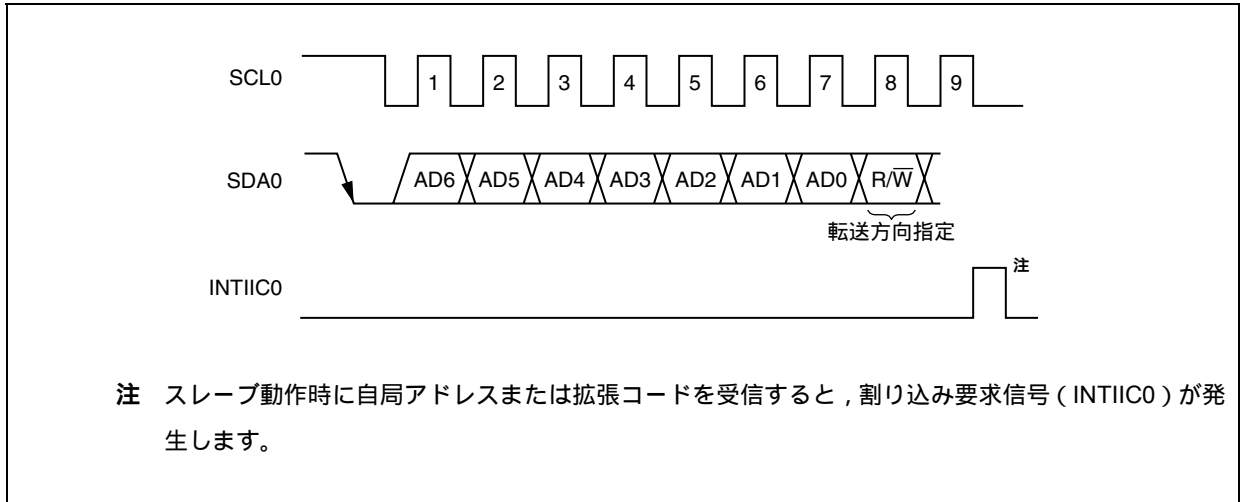 SCL0 1 2 3 4 5 6 7 8 9
SDA0 AD6 AD5 AD4 AD3 AD2 AD1 AD0 R/W̅
転送方向指定
注
INTIIC0
注 スレーブ動作時に自局アドレスまたは拡張コードを受信すると，割り込み要求信号（INTIIC0）が発
生します。